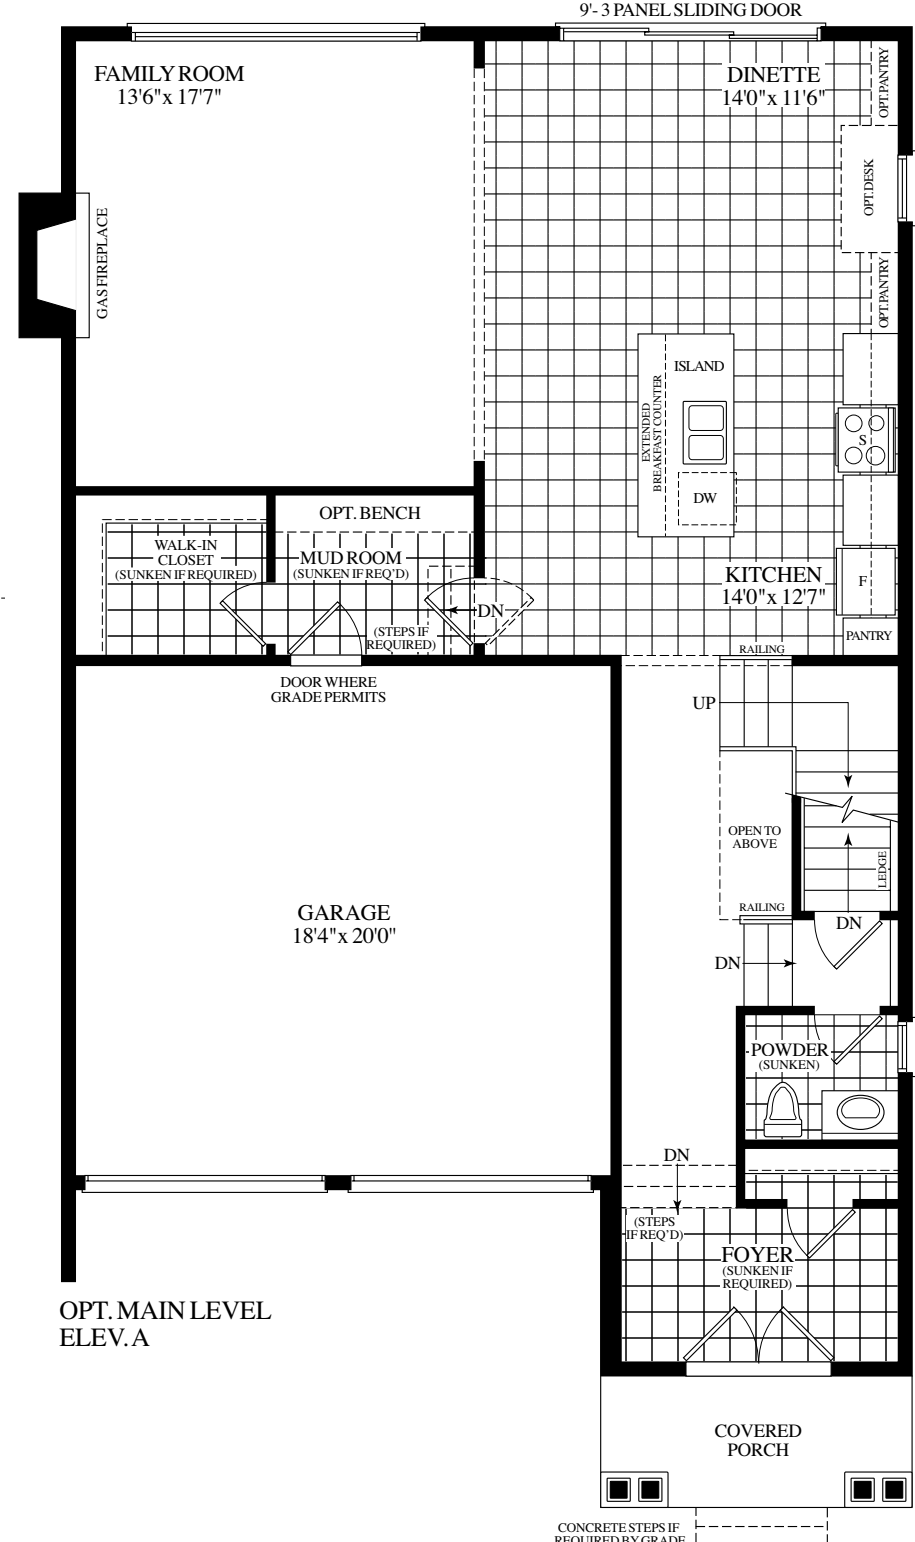 9'- 3 PANEL SLIDING DOOR
FAMILY ROOM
13'6" x 17'7"
DINETTE
14'0" x 11'6"
OPT. PANTRY
OPT. DESK
OPT. PANTRY
GAS FIREPLACE
ISLAND
EXTENDED
BREAKFAST COUNTER
S
DW
OPT. BENCH
WALK-IN
CLOSET
(SUNKEN IF REQUIRED)
MUD ROOM
(SUNKEN IF REQ'D)
DN
(STEPS IF
REQUIRED)
KITCHEN
14'0" x 12'7"
F
PANTRY
RAILING
DOOR WHERE
GRADE PERMITS
UP
OPEN TO
ABOVE
LEDGE
RAILING
DN
DN
GARAGE
18'4" x 20'0"
POWDER
(SUNKEN)
DN
(STEPS
IF REQ'D)
FOYER
(SUNKEN IF
REQUIRED)
OPT. MAIN LEVEL
ELEV. A
COVERED
PORCH
CONCRETE STEPS IF
REQUIRED BY GRADE